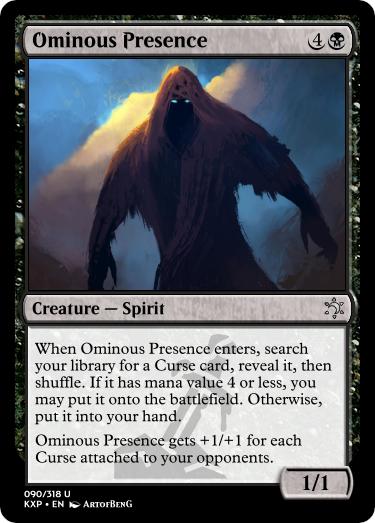 Ominous Presence 4
Creature — Spirit
When Ominous Presence enters, search
your library for a Curse card, reveal it, then
shuffle. If it has mana value 4 or less, you
may put it onto the battlefield. Otherwise,
put it into your hand.
Ominous Presence gets +1/+1 for each
Curse attached to your opponents.
1/1
090/318 U
KXP • EN ArtofBenG